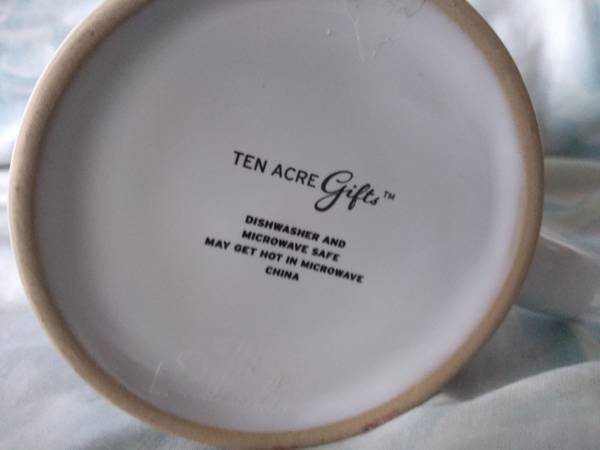 TEN ACRE Gifts™
DISHWASHER AND
MICROWAVE SAFE
MAY GET HOT IN MICROWAVE
CHINA